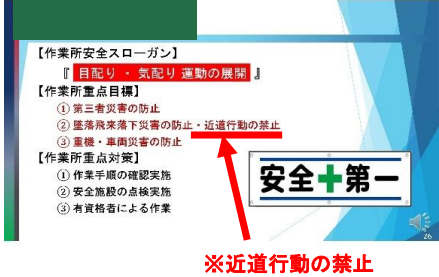 【作業所安全スローガン】
『 目配り ・ 気配り 運動の展開 』
【作業所重点目標】
① 第三者災害の防止
② 墜落飛来落下災害の防止・近道行動の禁止
③ 重機・車両災害の防止
【作業所重点対策】
① 作業手順の確認実施
② 安全施設の点検実施
③ 有資格者による作業
安全✚第一
26
※近道行動の禁止